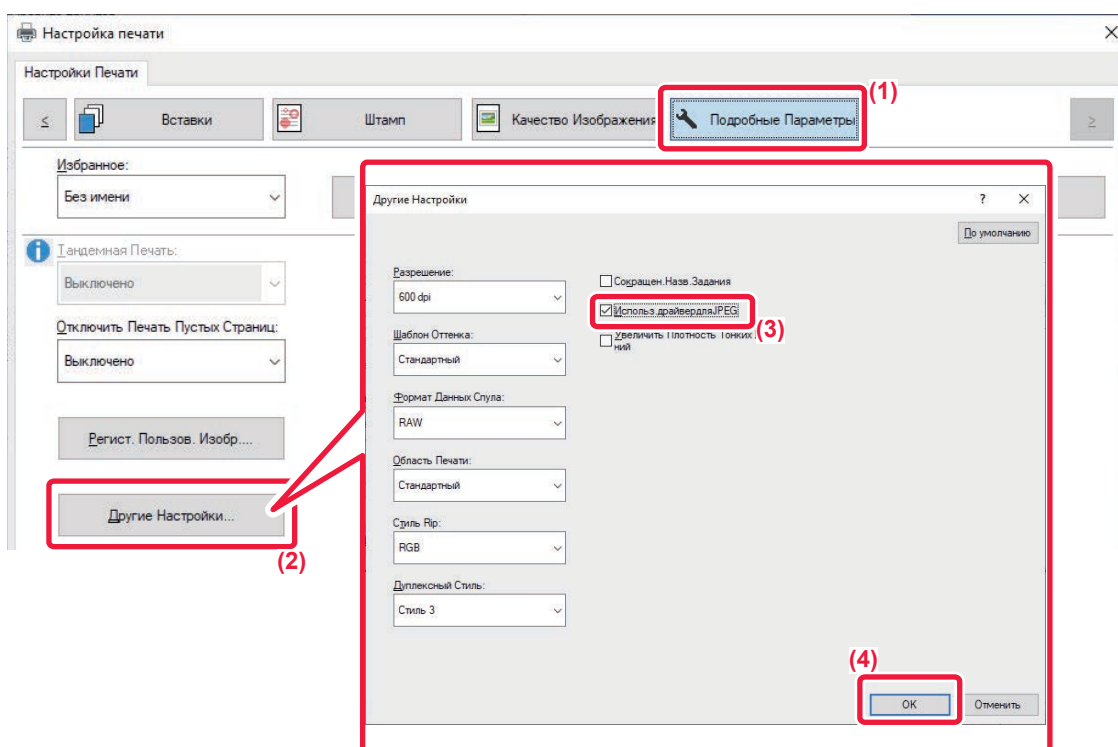 Настройка печати
Настройки Печати
(1)
<
Вставки
Штамп
Качество Изображения
Подробные Параметры
>
Избранное:
Без имени
Тандемная Печать:
Выключено
Отключить Печать Пустых Страниц:
Выключено
Регист. Пользов. Изобр....
Другие Настройки...
(2)
Другие Настройки
?
По умолчанию
Разрешение:
600 dpi
Шаблон Оттенка:
Стандартный
Формат Данных Спула:
RAW
Область Печати:
Стандартный
Стиль Rip:
RGB
Дуплексный Стиль:
Стиль 3
Сокращен.Назв.Задания
Использ.драйвердляJPEG
(3)
Увеличить Плотность Тонких
ний
(4)
OK
Отменить